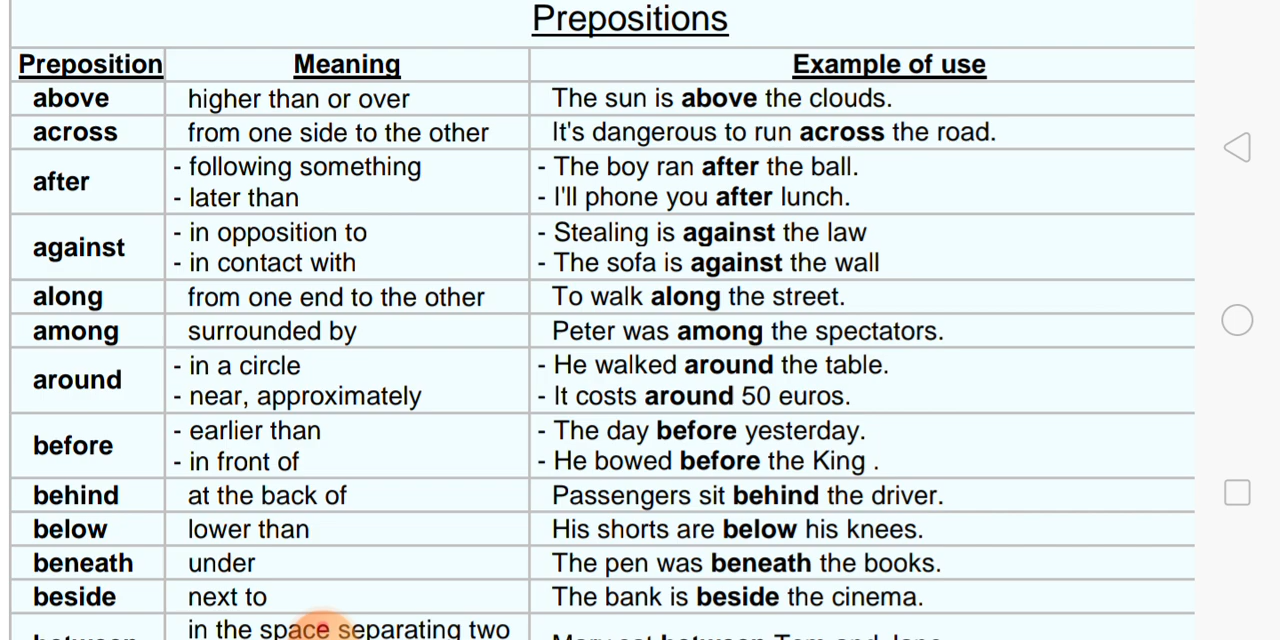 Prepositions
Preposition Meaning Example of use
above higher than or over The sun is above the clouds.
across from one side to the other It's dangerous to run across the road.
after
- following something
- later than
- The boy ran after the ball.
- I'll phone you after lunch.
against
- in opposition to
- in contact with
- Stealing is against the law
- The sofa is against the wall
along from one end to the other To walk along the street.
among surrounded by Peter was among the spectators.
around
- in a circle
- near, approximately
- He walked around the table.
- It costs around 50 euros.
before
- earlier than
- in front of
- The day before yesterday.
- He bowed before the King .
behind at the back of Passengers sit behind the driver.
below lower than His shorts are below his knees.
beneath under The pen was beneath the books.
beside next to The bank is beside the cinema.
in the space separating two